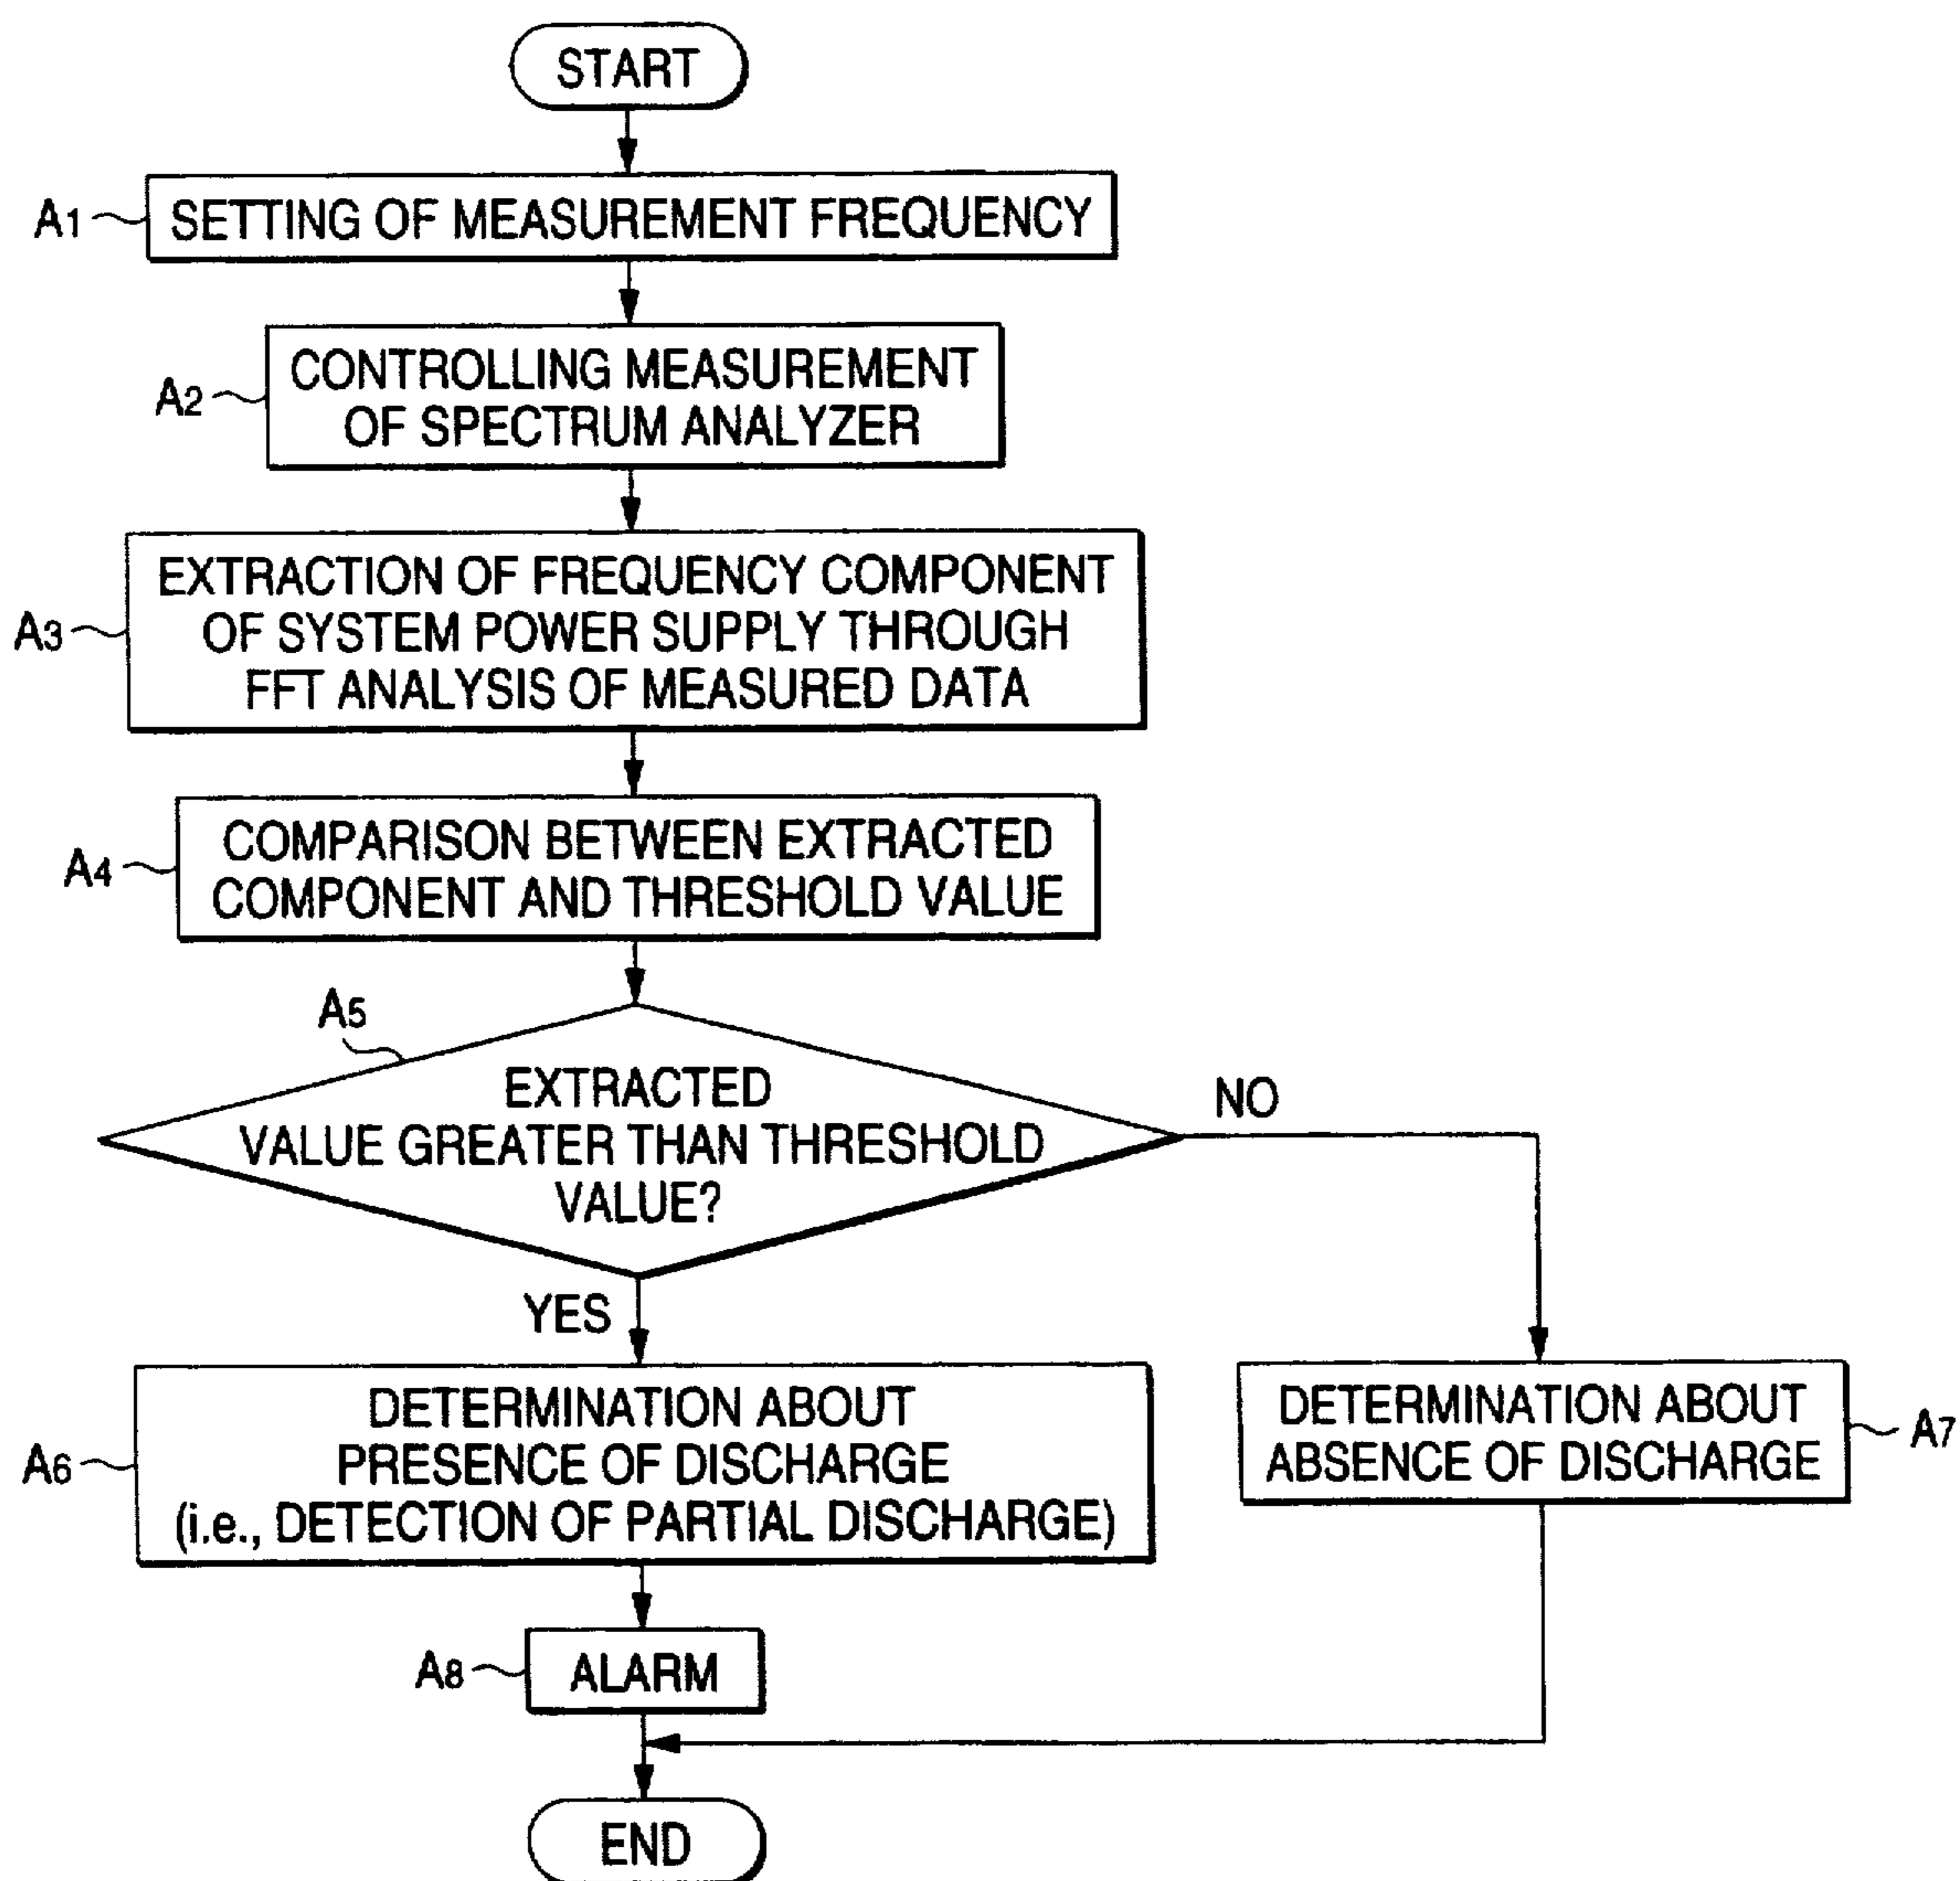 START
A1
SETTING OF MEASUREMENT FREQUENCY
A2
CONTROLLING MEASUREMENT
OF SPECTRUM ANALYZER
A3
EXTRACTION OF FREQUENCY COMPONENT
OF SYSTEM POWER SUPPLY THROUGH
FFT ANALYSIS OF MEASURED DATA
A4
COMPARISON BETWEEN EXTRACTED
COMPONENT AND THRESHOLD VALUE
A5
EXTRACTED
VALUE GREATER THAN THRESHOLD
VALUE?
NO
YES
A6
DETERMINATION ABOUT
PRESENCE OF DISCHARGE
(i.e., DETECTION OF PARTIAL DISCHARGE)
DETERMINATION ABOUT
ABSENCE OF DISCHARGE
A7
A8
ALARM
END